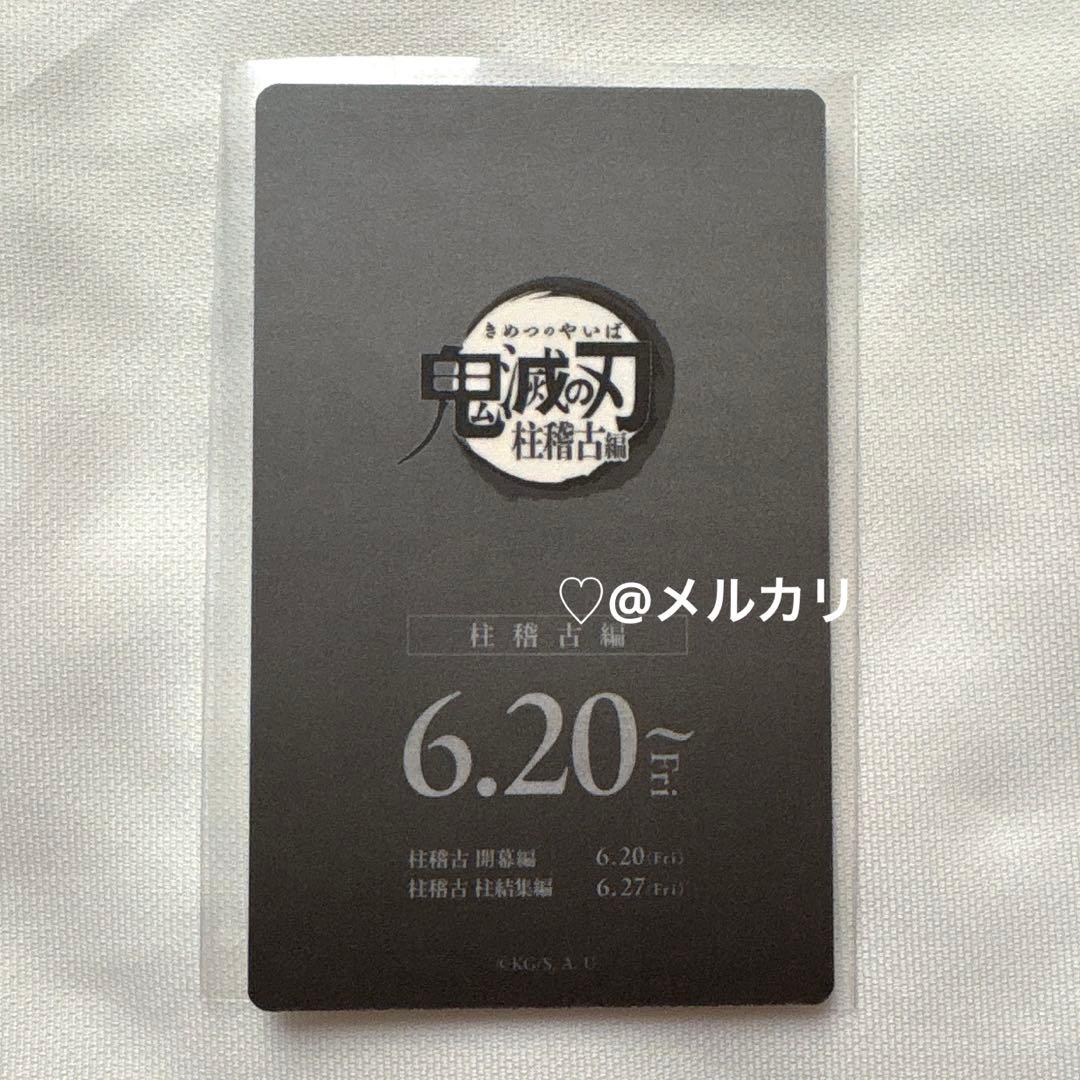 きめつのやいば
鬼滅の刃
柱稽古編
♡@メルカリ
柱稽古編
6.20~Fri
柱稽古 開幕編 6.20(Fri)
柱稽古 柱結集編 6.27(Fri)
©KG/S, A, U